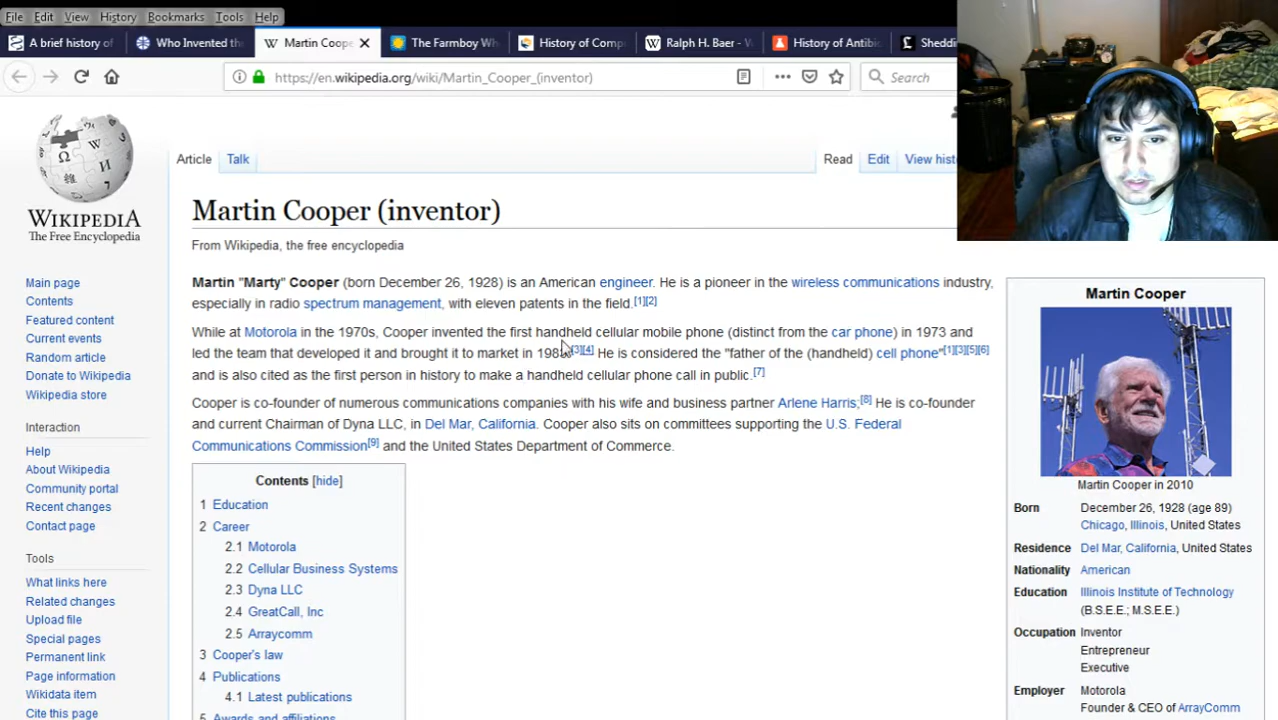 File Edit View History Bookmarks Tools Help
A brief history of
Who Invented th
Martin Coope
The Farmboy Wh
History of Comp
Ralph H. Baer - W
History of Antibi
Sheddi
https://en.wikipedia.org/wiki/Martin_Cooper_(inventor)
Search
Article Talk
Read Edit View hist
WIKIPEDIA
The Free Encyclopedia
Main page
Contents
Featured content
Current events
Random article
Donate to Wikipedia
Wikipedia store
Interaction
Help
About Wikipedia
Community portal
Recent changes
Contact page
Tools
What links here
Related changes
Upload file
Special pages
Permanent link
Page information
Wikidata item
Cite this page
Martin Cooper (inventor)
From Wikipedia, the free encyclopedia
Martin "Marty" Cooper (born December 26, 1928) is an American engineer. He is a pioneer in the wireless communications industry,
especially in radio spectrum management, with eleven patents in the field.[1][2]
While at Motorola in the 1970s, Cooper invented the first handheld cellular mobile phone (distinct from the car phone) in 1973 and
led the team that developed it and brought it to market in [3][4] He is considered the "father of the (handheld) cell phone"[1][3][5][6]
and is also cited as the first person in history to make a handheld cellular phone call in public.[7]
Cooper is co-founder of numerous communications companies with his wife and business partner Arlene Harris;[8] He is co-founder
and current Chairman of Dyna LLC, in Del Mar, California. Cooper also sits on committees supporting the U.S. Federal
Communications Commission[9] and the United States Department of Commerce.
Contents [hide]
1 Education
2 Career
2.1 Motorola
2.2 Cellular Business Systems
2.3 Dyna LLC
2.4 GreatCall, Inc
2.5 Arraycomm
3 Cooper's law
4 Publications
4.1 Latest publications
5 Awards and affiliations
Martin Cooper
Martin Cooper in 2010
Born December 26, 1928 (age 89)
Chicago, Illinois, United States
Residence Del Mar, California, United States
Nationality American
Education Illinois Institute of Technology
(B.S.E.E.; M.S.E.E.)
Occupation Inventor
Entrepreneur
Executive
Employer Motorola
Founder & CEO of ArrayComm